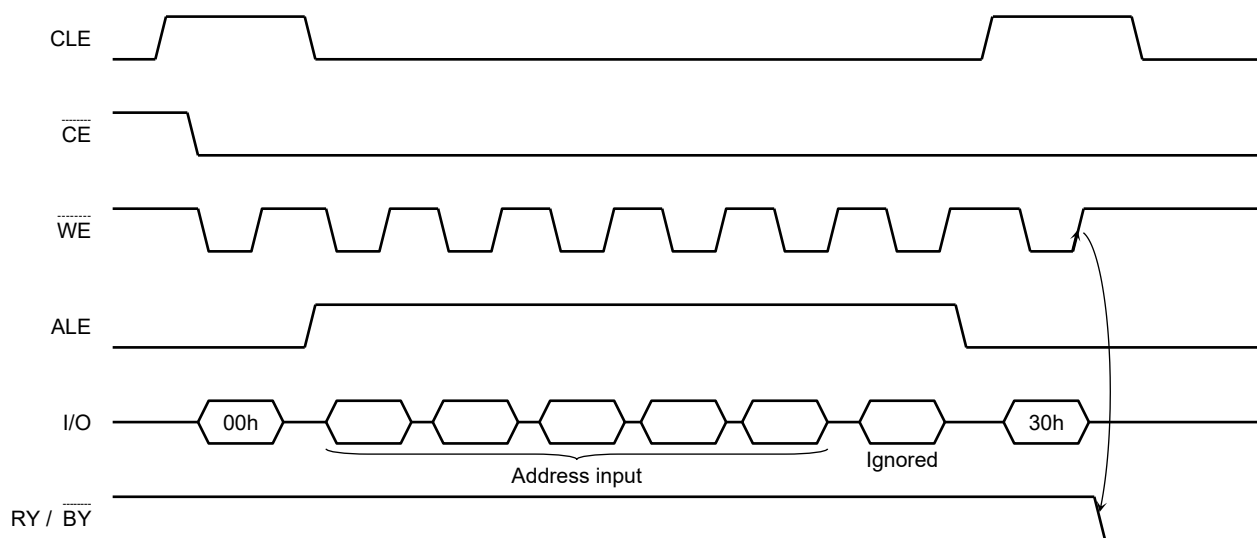 CLE
CE
WE
ALE
I/O 00h 30h
Address input Ignored
RY / BY